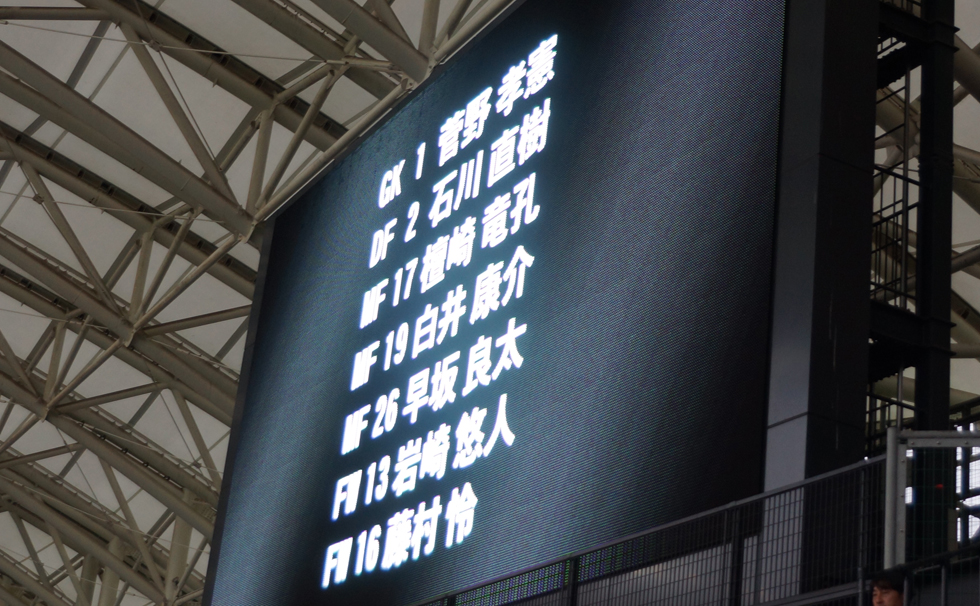 GK 1 菅野 孝憲
DF 2 石川 直樹
MF 17 檀崎 竜孔
MF 19 白井 康介
MF 26 早坂 良太
FW 13 岩崎 悠人
FW 16 藤村 怜